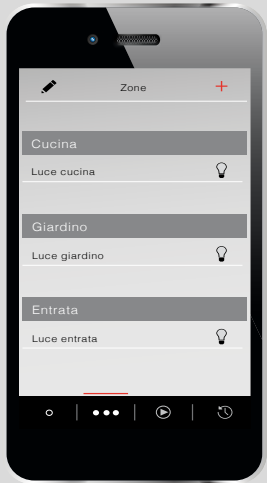 Zone
Cucina
Luce cucina
Giardino
Luce giardino
Entrata
Luce entrata